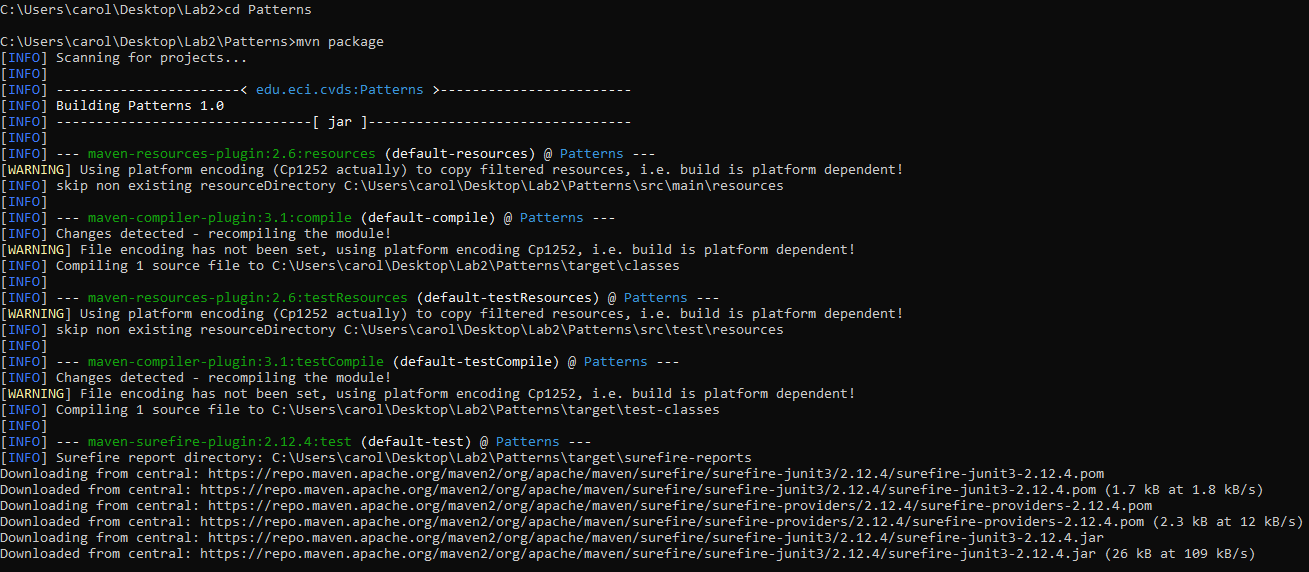 C:\Users\carol\Desktop\Lab2>cd Patterns
C:\Users\carol\Desktop\Lab2\Patterns>mvn package
[INFO] Scanning for projects...
[INFO]
[INFO] -----------------------< edu.eci.cvds:Patterns >------------------------
[INFO] Building Patterns 1.0
[INFO] --------------------------------[ jar ]---------------------------------
[INFO]
[INFO] --- maven-resources-plugin:2.6:resources (default-resources) @ Patterns ---
[WARNING] Using platform encoding (Cp1252 actually) to copy filtered resources, i.e. build is platform dependent!
[INFO] skip non existing resourceDirectory C:\Users\carol\Desktop\Lab2\Patterns\src\main\resources
[INFO]
[INFO] --- maven-compiler-plugin:3.1:compile (default-compile) @ Patterns ---
[INFO] Changes detected - recompiling the module!
[WARNING] File encoding has not been set, using platform encoding Cp1252, i.e. build is platform dependent!
[INFO] Compiling 1 source file to C:\Users\carol\Desktop\Lab2\Patterns\target\classes
[INFO]
[INFO] --- maven-resources-plugin:2.6:testResources (default-testResources) @ Patterns ---
[WARNING] Using platform encoding (Cp1252 actually) to copy filtered resources, i.e. build is platform dependent!
[INFO] skip non existing resourceDirectory C:\Users\carol\Desktop\Lab2\Patterns\src\test\resources
[INFO]
[INFO] --- maven-compiler-plugin:3.1:testCompile (default-testCompile) @ Patterns ---
[INFO] Changes detected - recompiling the module!
[WARNING] File encoding has not been set, using platform encoding Cp1252, i.e. build is platform dependent!
[INFO] Compiling 1 source file to C:\Users\carol\Desktop\Lab2\Patterns\target\test-classes
[INFO]
[INFO] --- maven-surefire-plugin:2.12.4:test (default-test) @ Patterns ---
[INFO] Surefire report directory: C:\Users\carol\Desktop\Lab2\Patterns\target\surefire-reports
Downloading from central: https://repo.maven.apache.org/maven2/org/apache/maven/surefire/surefire-junit3/2.12.4/surefire-junit3-2.12.4.pom
Downloaded from central: https://repo.maven.apache.org/maven2/org/apache/maven/surefire/surefire-junit3/2.12.4/surefire-junit3-2.12.4.pom (1.7 kB at 1.8 kB/s)
Downloading from central: https://repo.maven.apache.org/maven2/org/apache/maven/surefire/surefire-providers/2.12.4/surefire-providers-2.12.4.pom
Downloaded from central: https://repo.maven.apache.org/maven2/org/apache/maven/surefire/surefire-providers/2.12.4/surefire-providers-2.12.4.pom (2.3 kB at 12 kB/s)
Downloading from central: https://repo.maven.apache.org/maven2/org/apache/maven/surefire/surefire-junit3/2.12.4/surefire-junit3-2.12.4.jar
Downloaded from central: https://repo.maven.apache.org/maven2/org/apache/maven/surefire/surefire-junit3/2.12.4/surefire-junit3-2.12.4.jar (26 kB at 109 kB/s)